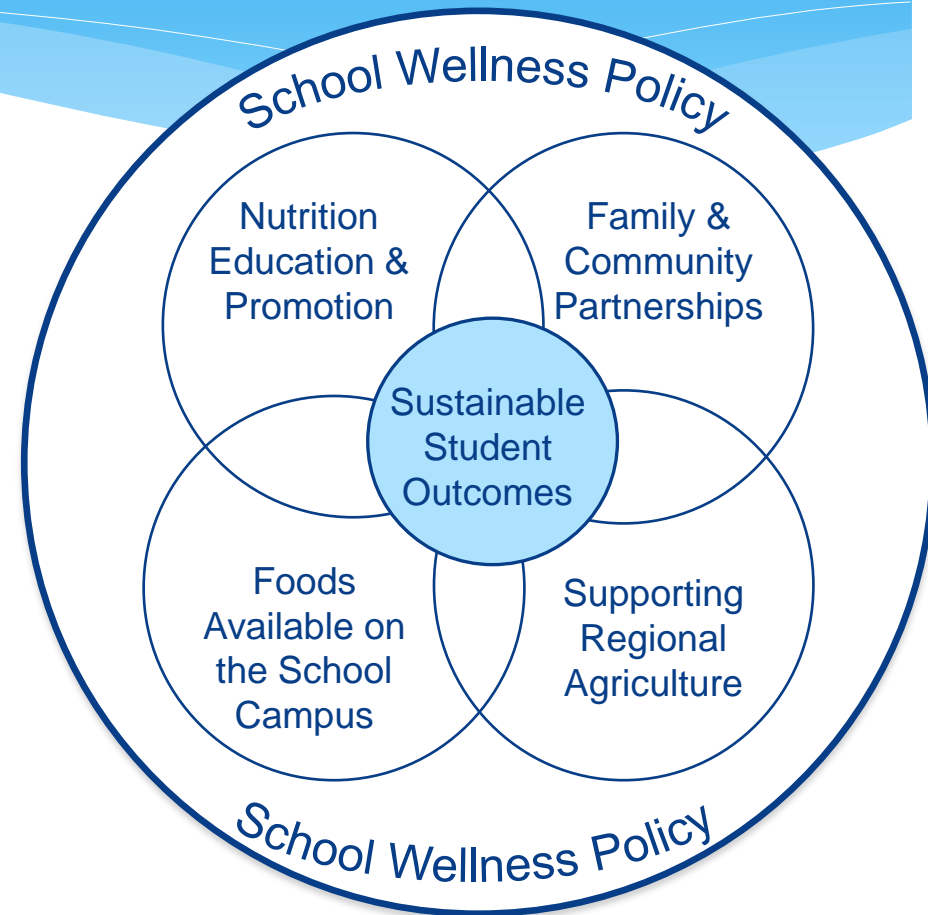 School Wellness Policy
Nutrition
Education &
Promotion
Family &
Community
Partnerships
Sustainable
Student
Outcomes
Foods
Available on
the School
Campus
Supporting
Regional
Agriculture
School Wellness Policy